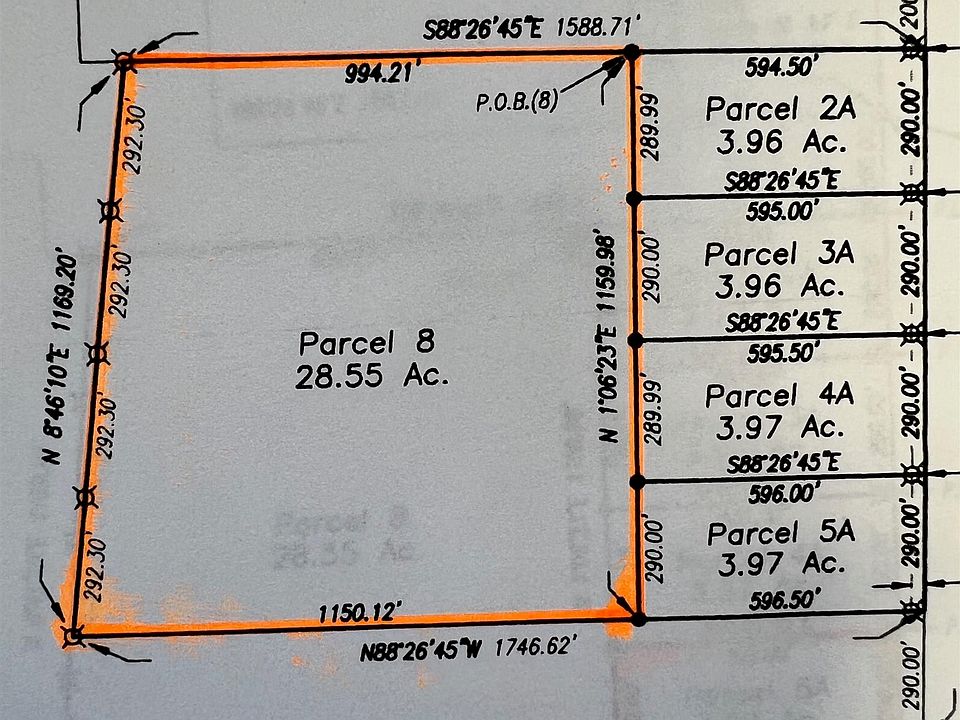 S88°26'45"E 1588.71'
994.21'
P.O.B.(8)
594.50'
200
292.30'
289.99'
Parcel 2A
3.96 Ac.
290.00'
S88°26'45"E
595.00'
292.30'
290.00'
Parcel 3A
3.96 Ac.
290.00'
N 8°46'10"E 1169.20'
N 1°06'23"E 1159.98'
S88°26'45"E
595.50'
Parcel 8
28.55 Ac.
292.30'
289.99'
Parcel 4A
3.97 Ac.
290.00'
S88°26'45"E
596.00'
292.30'
290.00'
Parcel 5A
3.97 Ac.
290.00'
596.50'
1150.12'
N88°26'45"W 1746.62'
290.00'